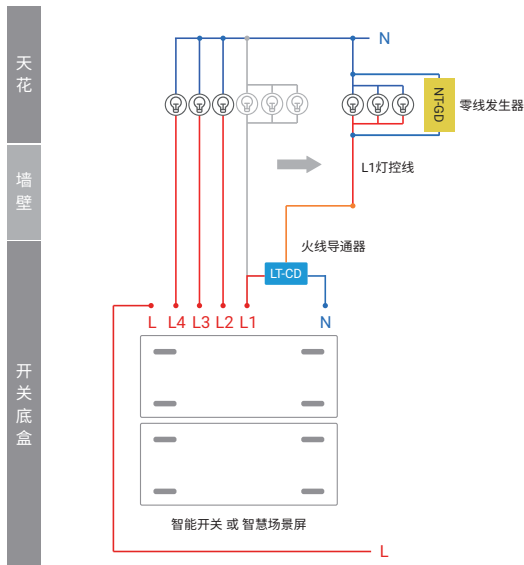 天花
N
NT-GD
零线发生器
墙壁
L1灯控线
火线导通器
LT-CD
L L4 L3 L2 L1 N
开关底盒
智能开关 或 智慧场景屏
L